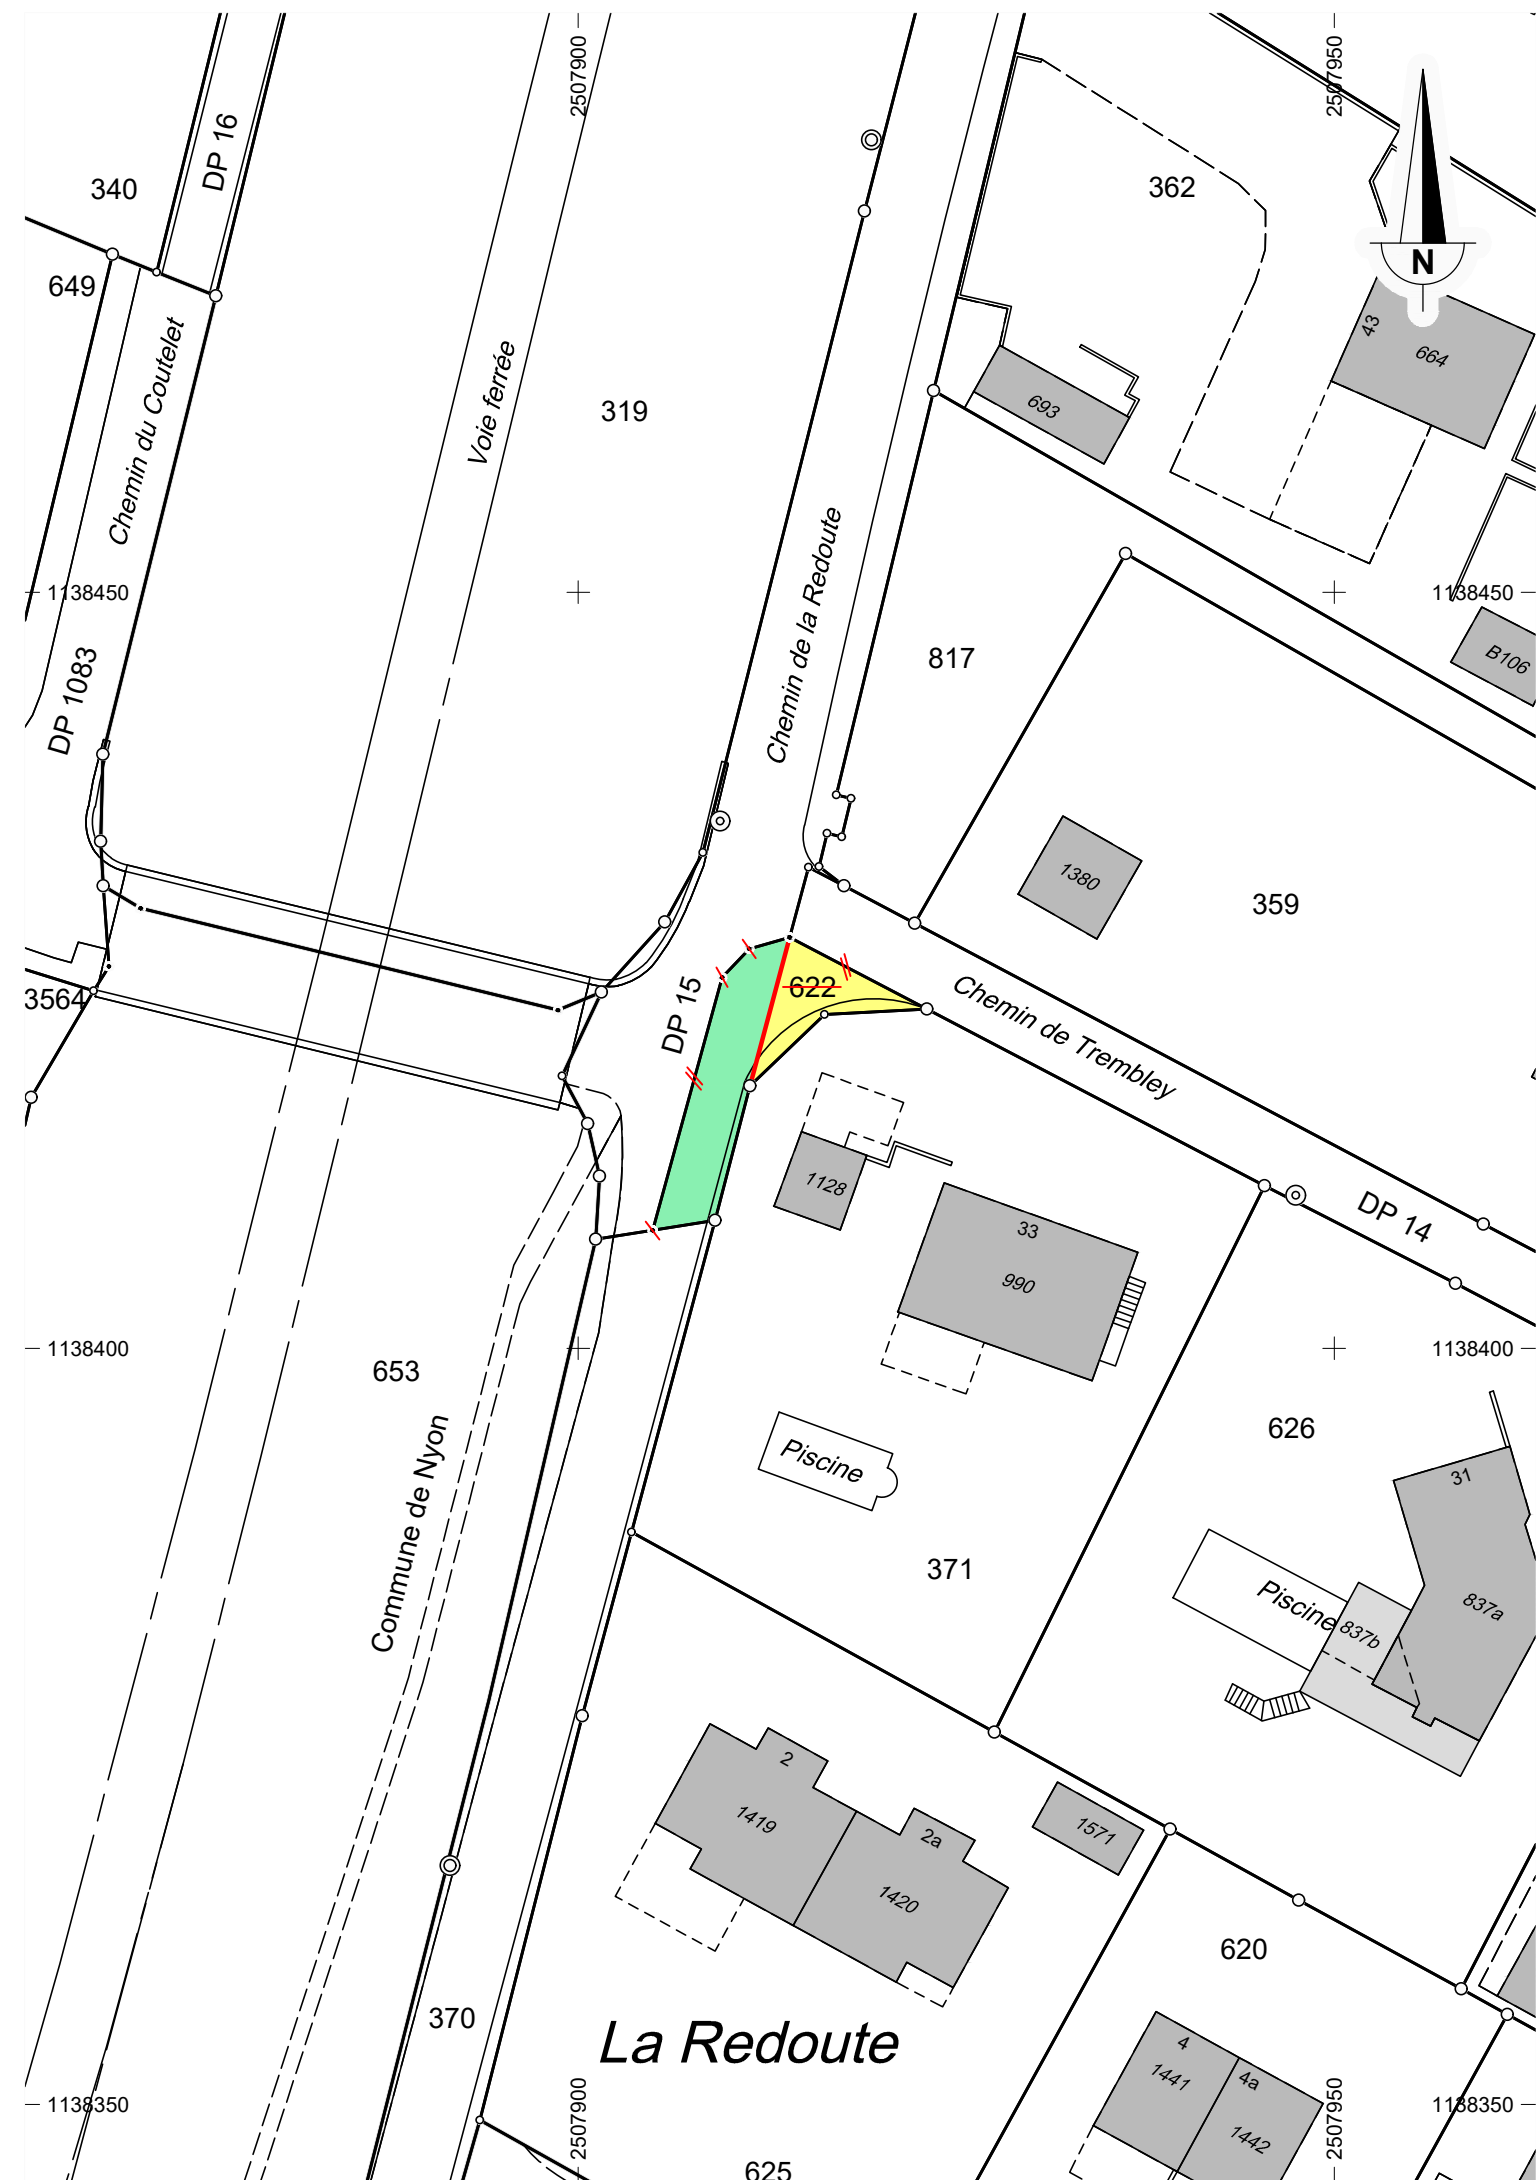 2507900
2507950
DP 16
340
362
649
N
43
664
Chemin du Coutelet
Voie ferrée
319
693
Chemin de la Redoute
1138450
1138450
817
B106
DP 1083
1380
359
622
3564
DP 15
Chemin de Trembley
1128
DP 14
33
990
1138400
1138400
653
626
Commune de Nyon
Piscine
31
371
Piscine
837a
837b
2
1419
2a
1571
1420
620
370
La Redoute
4
1441
4a
1138350
1138350
2507900
2507950
1442
625